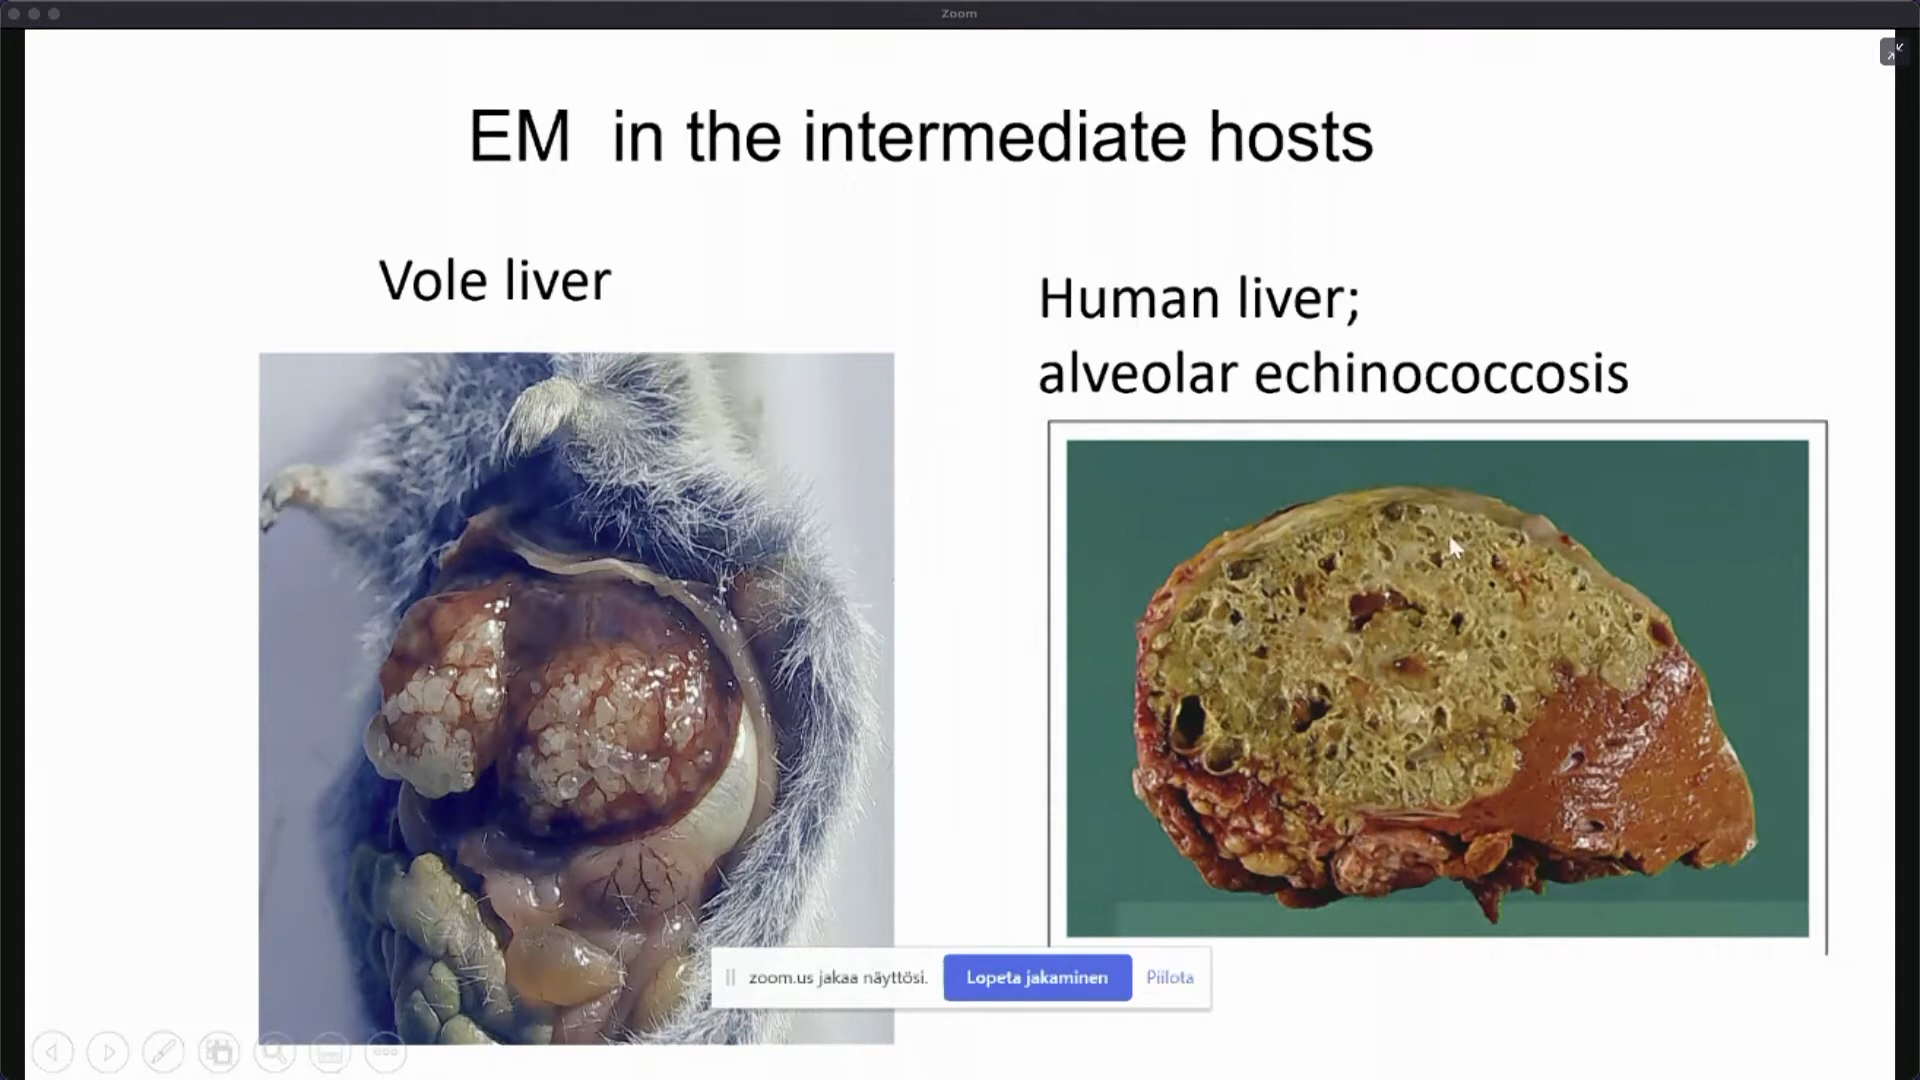 Zoom
EM in the intermediate hosts
Vole liver
Human liver;
alveolar echinococcosis
zoom.us jakaa näyttösi.
Lopeta jakaminen
Piilota